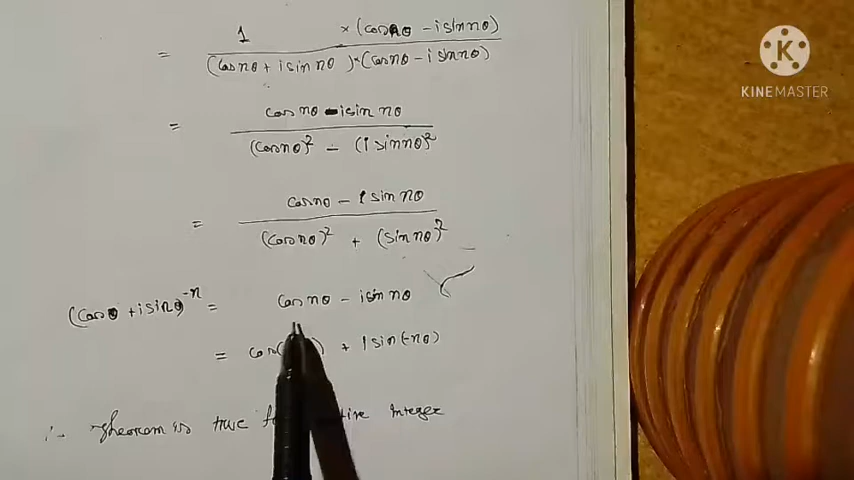 1 ×(cos nθ - i sin nθ)
= (cos nθ + i sin nθ)×(cos nθ - i sin nθ)
cos nθ - i sin nθ
= (cos nθ)² - (i sin nθ)²
cos nθ - i sin nθ
= (cos nθ)² + (sin nθ)²
(cos θ + i sin θ)⁻ⁿ = cos nθ - i sin nθ
= cos( ) + i sin(-nθ)
∴ Theorem is true integer
K
KINEMASTER